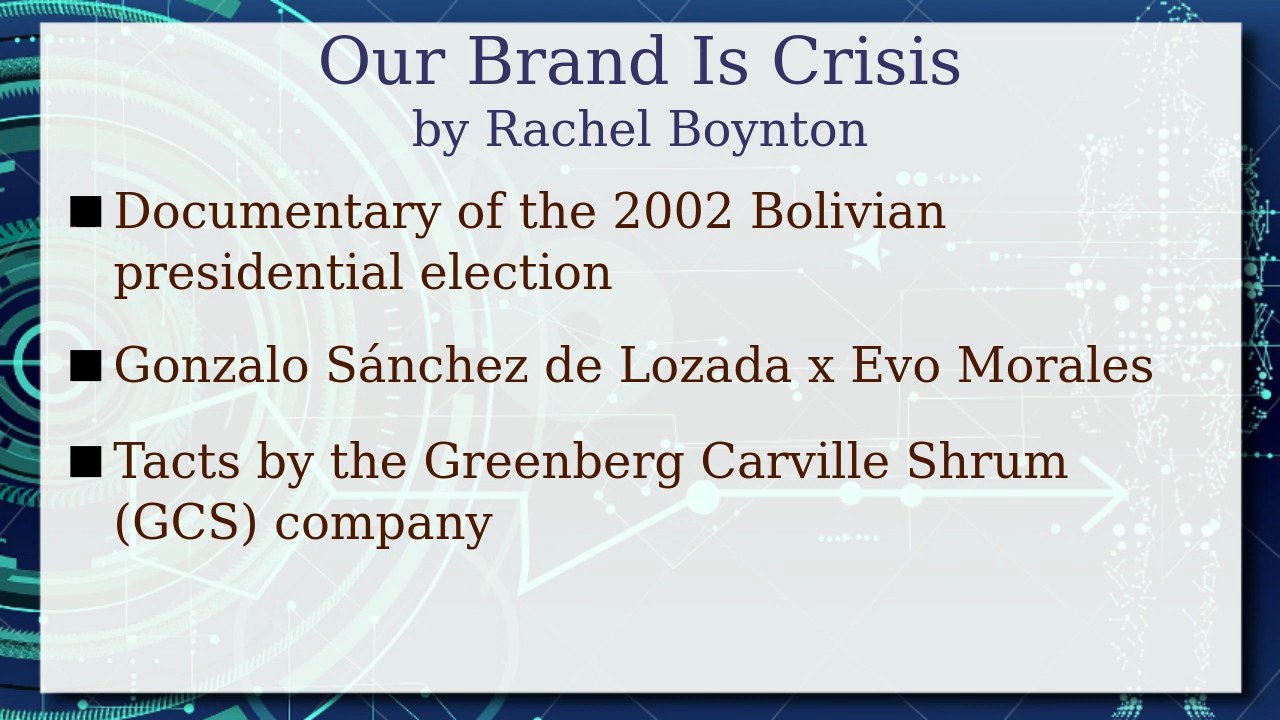 Our Brand Is Crisis
by Rachel Boynton
Documentary of the 2002 Bolivian
presidential election
Gonzalo Sánchez de Lozada x Evo Morales
Tacts by the Greenberg Carville Shrum
(GCS) company